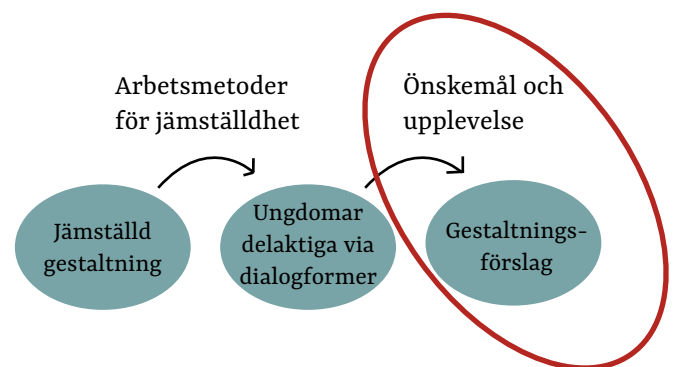 Arbetsmetoder
för jämställdhet
Önskemål och
upplevelse
Jämställd
gestaltning
Ungdomar
delaktiga via
dialogformer
Gestaltnings-
förslag